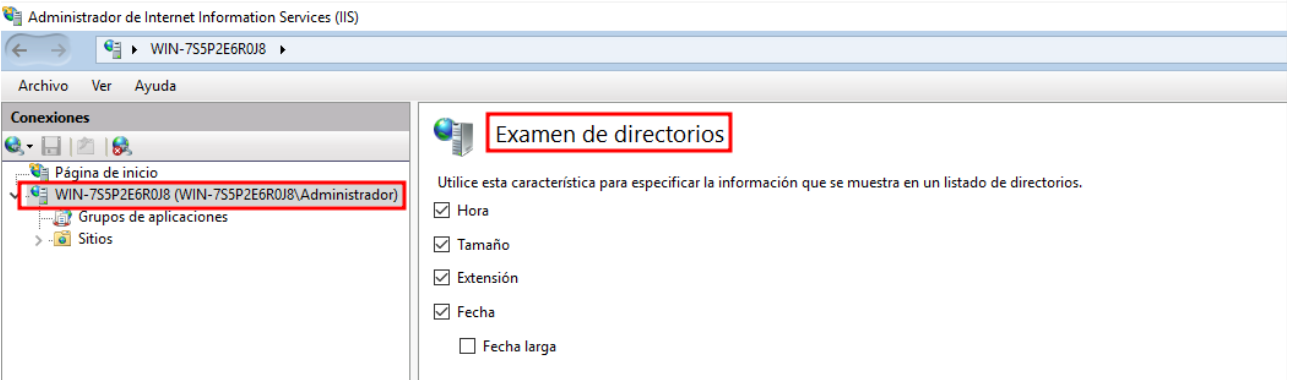 Administrador de Internet Information Services (IIS)
WIN-7S5P2E6R0J8
Archivo Ver Ayuda
Conexiones
Página de inicio
WIN-7S5P2E6R0J8 (WIN-7S5P2E6R0J8\Administrador)
Grupos de aplicaciones
Sitios
Examen de directorios
Utilice esta característica para especificar la información que se muestra en un listado de directorios.
Hora
Tamaño
Extensión
Fecha
Fecha larga